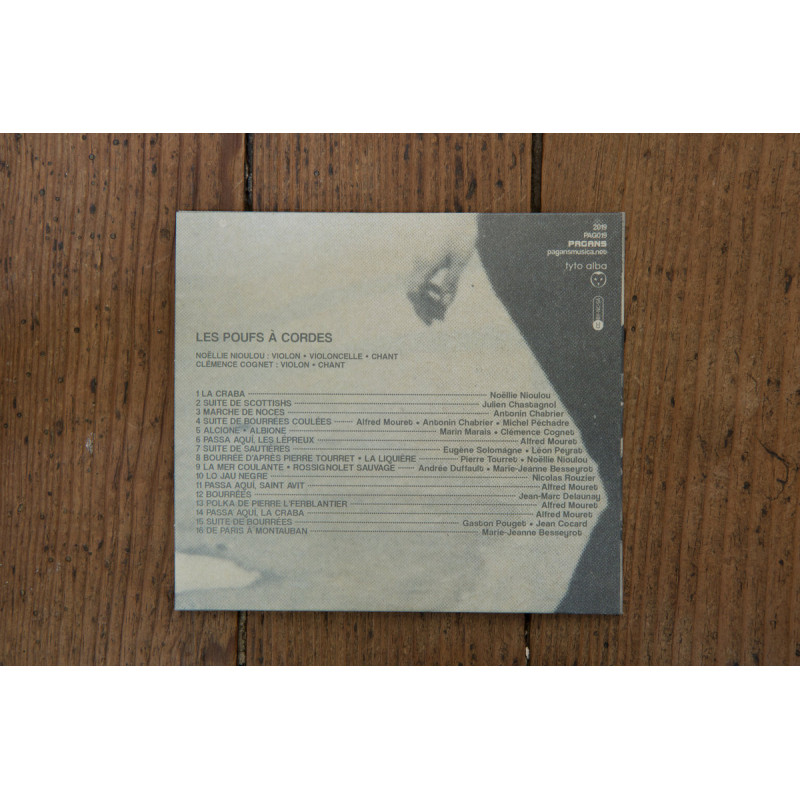 2019
PAG019
PAGANS
pagansmusica.net
tyto alba
LES POUFS À CORDES
NOËLLIE NIOULOU : VIOLON • VIOLONCELLE • CHANT
CLÉMENCE COGNET : VIOLON • CHANT
1 LA CRABA Noëllie Nioulou
2 SUITE DE SCOTTISHS Julien Chastagnol
3 MARCHE DE NOCES Antonin Chabrier
4 SUITE DE BOURRÉES COULÉES Alfred Mouret • Antonin Chabrier • Michel Péchadre
5 ALCIONE • ALBIONE Marin Marais • Clémence Cognet
6 PASSA AQUÍ, LES LÉPREUX Alfred Mouret
7 SUITE DE SAUTIÈRES Eugène Solomagne • Léon Peyrat
8 BOURRÉE D'APRÈS PIERRE TOURRET • LA LIQUIÈRE Pierre Tourret • Noëllie Nioulou
9 LA MER COULANTE • ROSSIGNOLET SAUVAGE Andrée Duffault • Marie-Jeanne Besseyrot
10 LO JAU NEGRE Nicolas Rouzier
11 PASSA AQUÍ, SAINT AVIT Alfred Mouret
12 BOURRÉES Jean-Marc Delaunay
13 POLKA DE PIERRE L'FERBLANTIER Alfred Mouret
14 PASSA AQUÍ, LA CRABA Alfred Mouret
15 SUITE DE BOURRÉES Gaston Pouget • Jean Cocard
16 DE PARIS À MONTAUBAN Marie-Jeanne Besseyrot